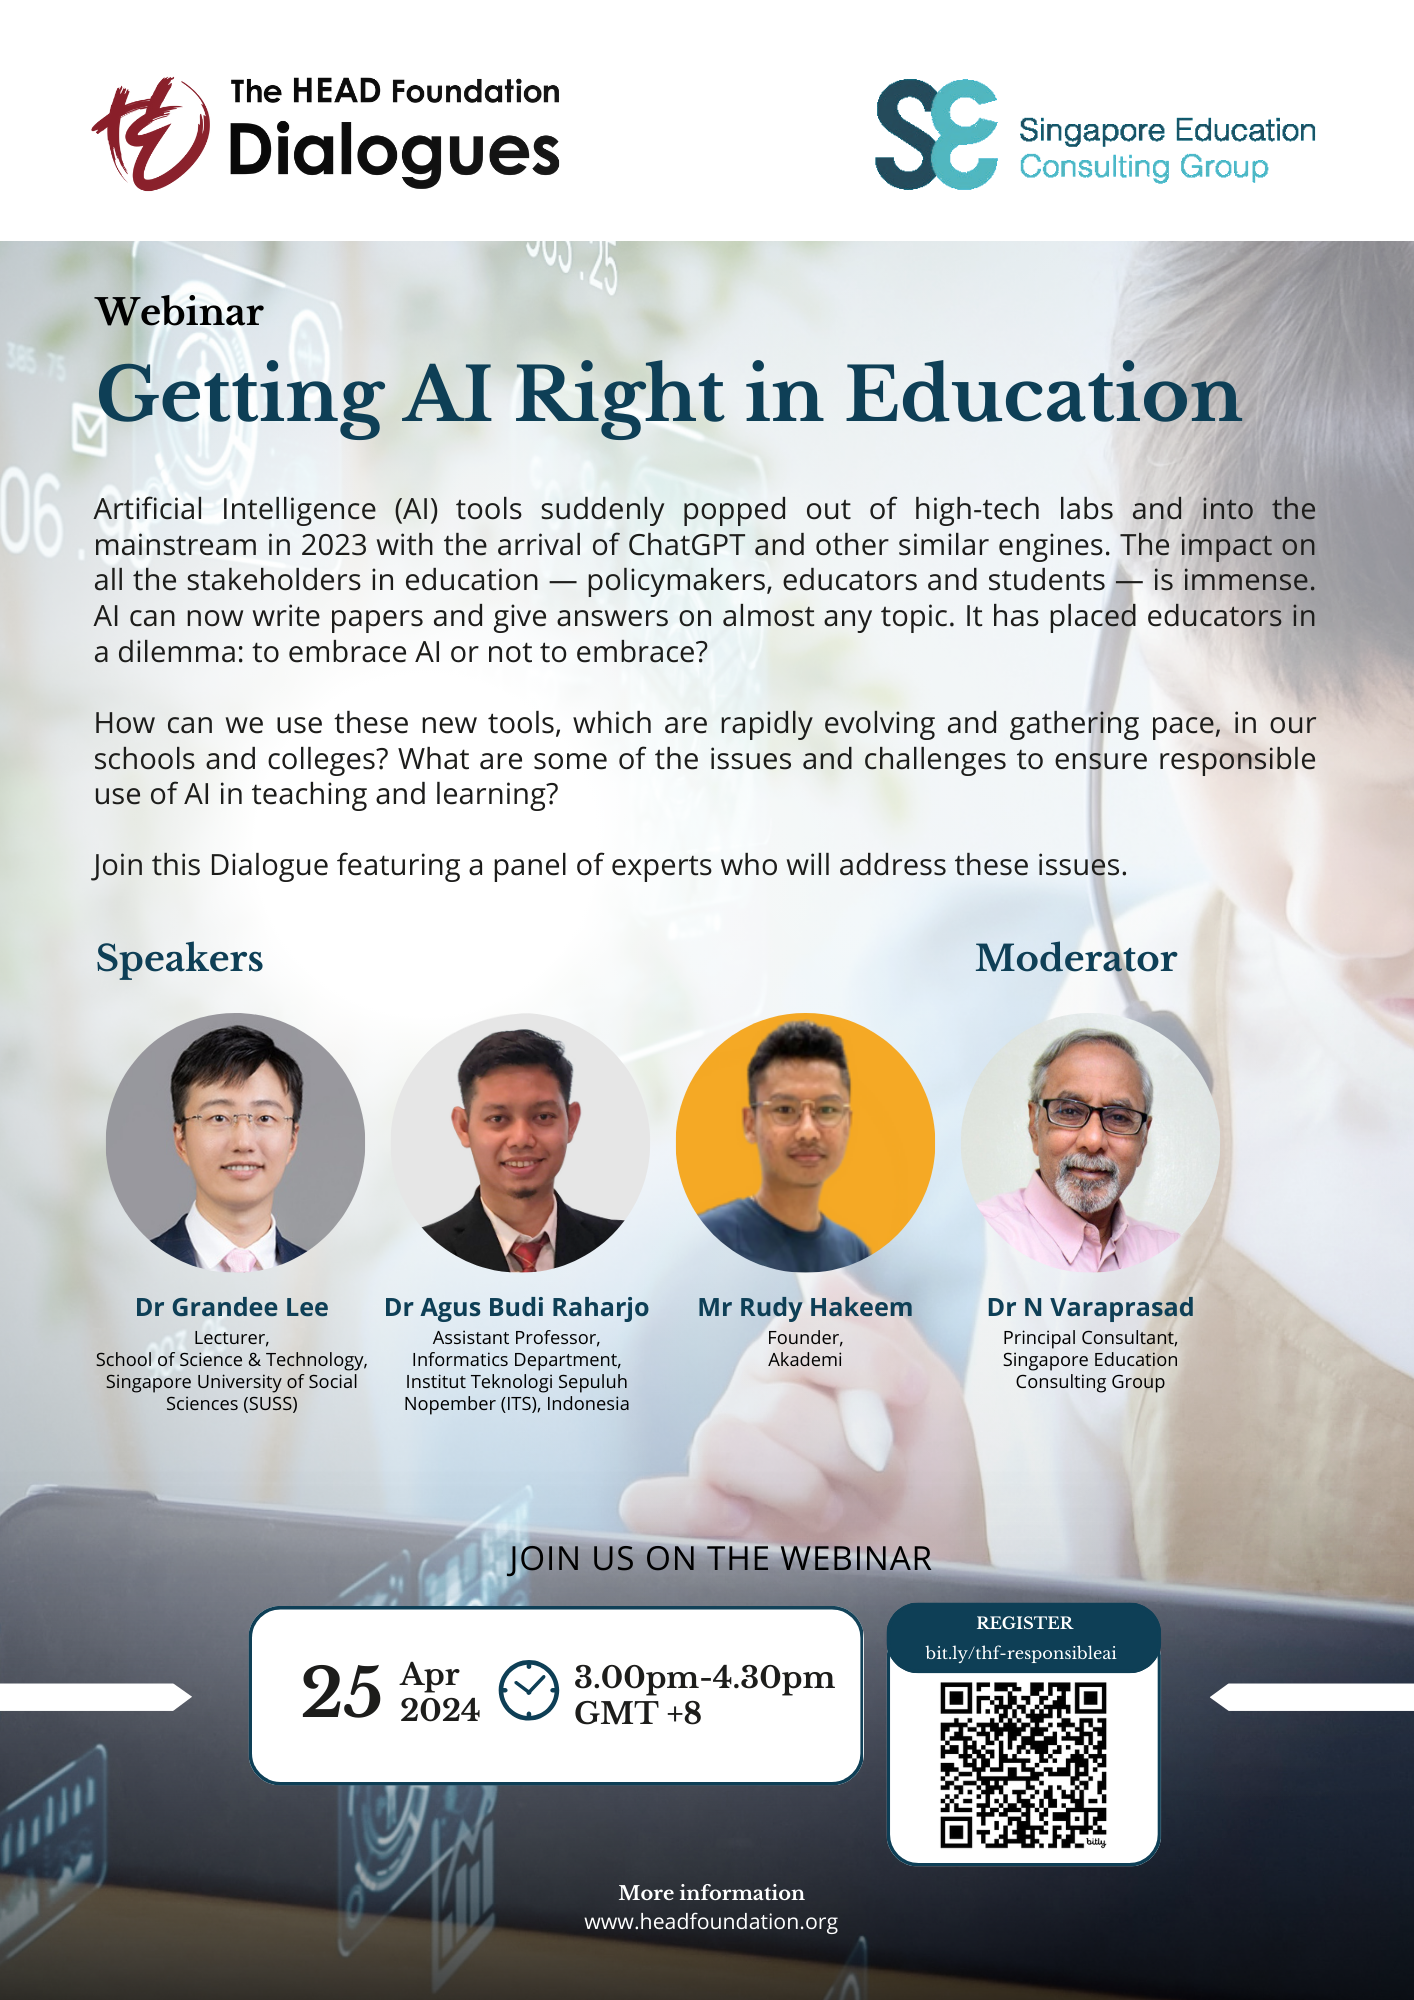 The HEAD Foundation
Dialogues
Singapore Education
Consulting Group
903.25
385 75
06.98
Webinar
Getting AI Right in Education
Artificial Intelligence (AI) tools suddenly popped out of high-tech labs and into the
mainstream in 2023 with the arrival of ChatGPT and other similar engines. The impact on
all the stakeholders in education — policymakers, educators and students — is immense.
AI can now write papers and give answers on almost any topic. It has placed educators in
a dilemma: to embrace AI or not to embrace?
How can we use these new tools, which are rapidly evolving and gathering pace, in our
schools and colleges? What are some of the issues and challenges to ensure responsible
use of AI in teaching and learning?
Join this Dialogue featuring a panel of experts who will address these issues.
Speakers
Moderator
Dr Grandee Lee
Lecturer,
School of Science & Technology,
Singapore University of Social
Sciences (SUSS)
Dr Agus Budi Raharjo
Assistant Professor,
Informatics Department,
Institut Teknologi Sepuluh
Nopember (ITS), Indonesia
Mr Rudy Hakeem
Founder,
Akademi
Dr N Varaprasad
Principal Consultant,
Singapore Education
Consulting Group
JOIN US ON THE WEBINAR
25
Apr
2024
3.00pm-4.30pm
GMT +8
REGISTER
bit.ly/thf-responsibleai
bitly
More information
www.headfoundation.org